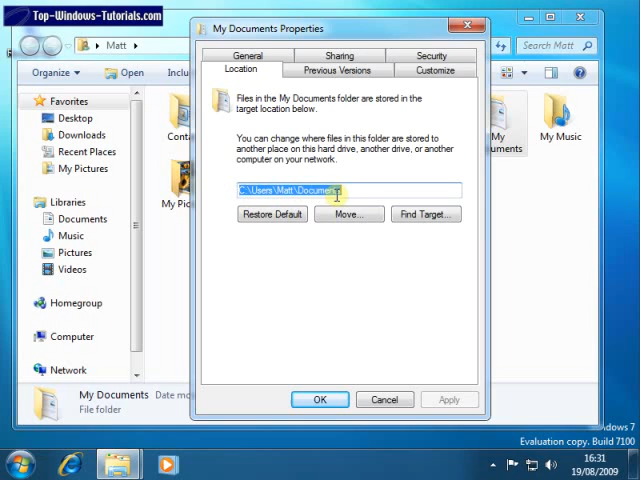 Top-Windows-Tutorials.com
My Documents Properties
Matt
Search Matt
Organize
Open
Inclu
General
Sharing
Security
Location
Previous Versions
Customize
Favorites
Desktop
Downloads
Recent Places
My Pictures
Libraries
Documents
Music
Pictures
Videos
Homegroup
Computer
Network
Conta
My Pic
Files in the My Documents folder are stored in the
target location below.
You can change where files in this folder are stored to
another place on this hard drive, another drive, or another
computer on your network.
C:\Users\Matt\Documents
Restore Default
Move...
Find Target...
OK
Cancel
Apply
My Music
uments
My Documents
Date mo
File folder
ndows 7
Evaluation copy. Build 7100
16:31
19/08/2009